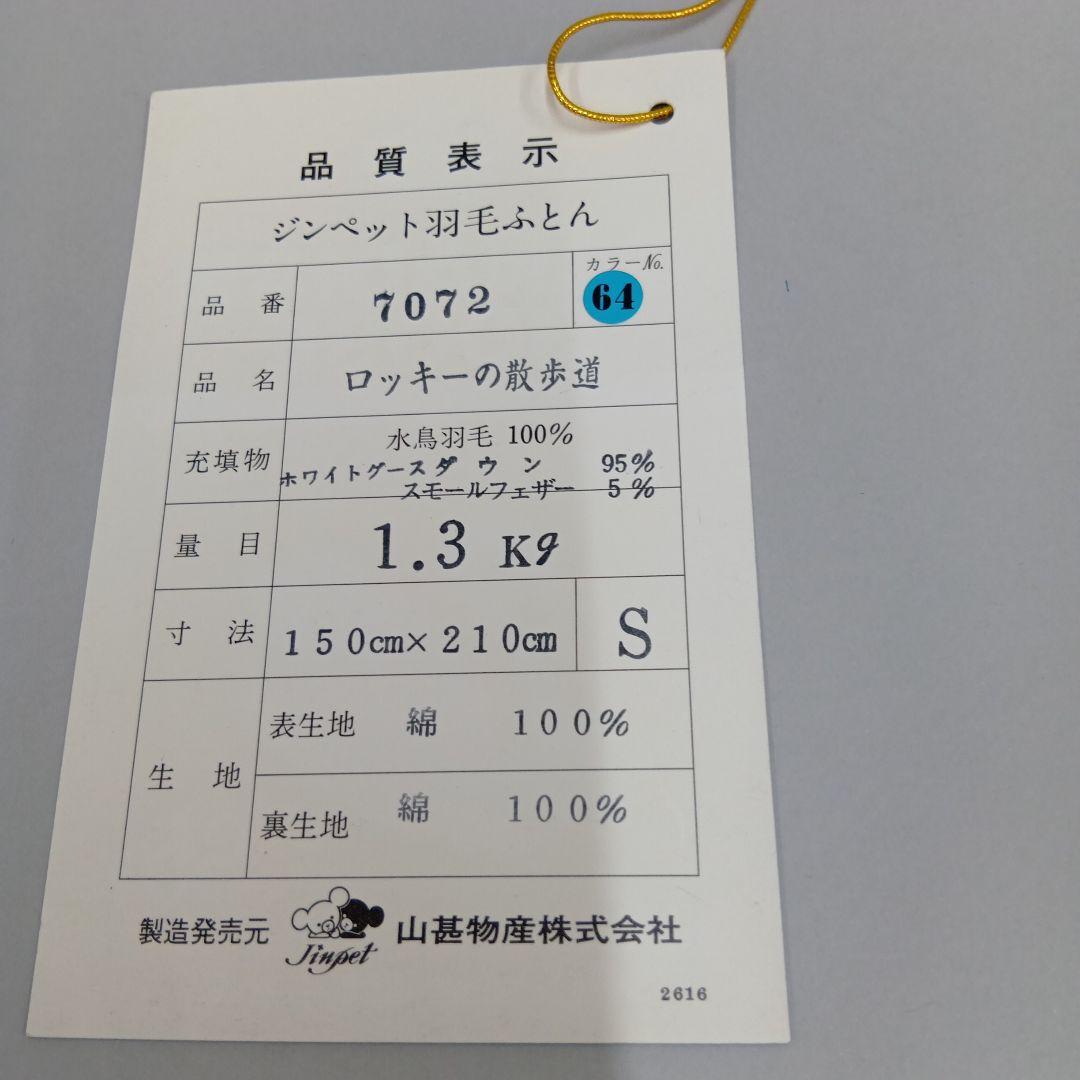 品質表示
ジンペット羽毛ふとん
品番 7072 カラーNo. 64
品名 ロッキーの散歩道
充填物 水鳥羽毛 100%
ホワイトグースダウン 95%
スモールフェザー 5%
量目 1.3 Kg
寸法 150cm×210cm S
生地 表生地 綿 100%
裏生地 綿 100%
製造発売元 Jinpet 山甚物産株式会社
2616